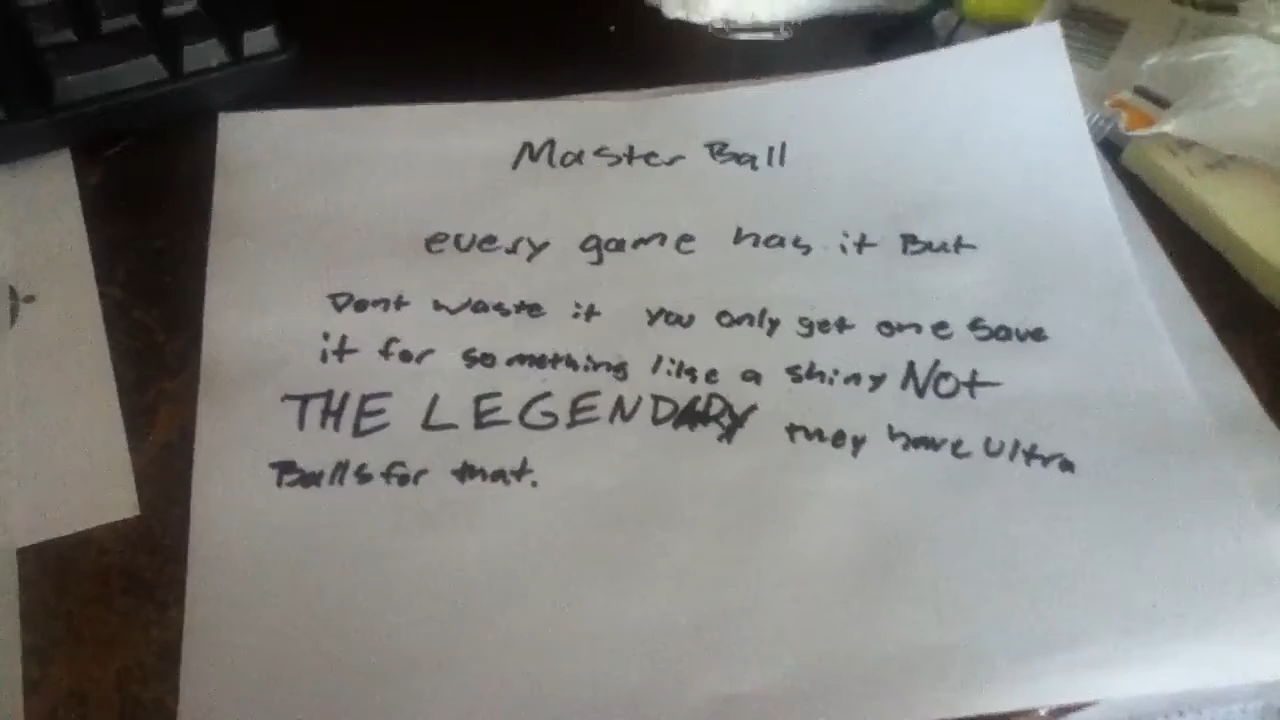 Master Ball
every game has it But
Dont waste it you only get one save
it for something like a shiny NOt
THE LEGENDARY they have Ultra
Balls for that.